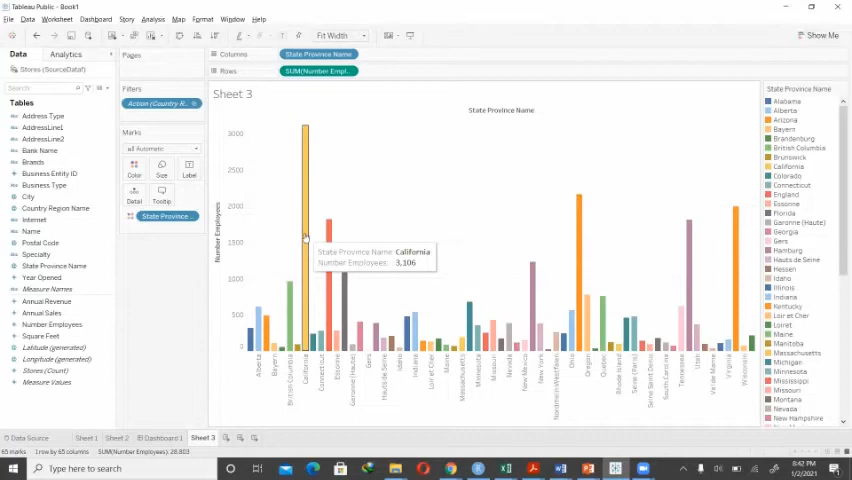 Tableau Public - Book1
File Data Worksheet Dashboard Story Analysis Map Format Window Help
Fit Width
Show Me
Data Analytics
Stores (SourceData!)
Search
Tables
Address Type
AddressLine1
AddressLine2
Bank Name
Brands
Business Entity ID
Business Type
City
Country Region Name
Internet
Name
Postal Code
Specialty
State Province Name
Year Opened
Measure Names
Annual Revenue
Annual Sales
Number Employees
Square Feet
Latitude (generated)
Longitude (generated)
Stores (Count)
Measure Values
Pages
Filters
Action (Country R...
Marks
Automatic
Color Size Label
Detail Tooltip
State Province ...
Columns State Province Name
Rows SUM(Number Empl..
Sheet 3
State Province Name
Number Employees
3000
2500
2000
1500
1000
500
0
State Province Name: California
Number Employees: 3,106
Alberta
Bayern
British Columbia
California
Connecticut
Essonne
Garonne (Haute)
Gers
Hauts de Seine
Idaho
Indiana
Loir et Cher
Maine
Massachusetts
Minnesota
Missouri
Nevada
New Mexico
New York
Nordrhein-Westfalen
Ohio
Oregon
Quebec
Rhode Island
Seine (Paris)
Seine Saint Denis
South Carolina
Tennessee
Utah
Val de Marne
Virginia
Wisconsin
State Province Name
Alabama
Alberta
Arizona
Bayern
Brandenburg
British Columbia
Brunswick
California
Colorado
Connecticut
England
Essonne
Florida
Garonne (Haute)
Georgia
Gers
Hamburg
Hauts de Seine
Hessen
Idaho
Illinois
Indiana
Kentucky
Loir et Cher
Loiret
Maine
Manitoba
Massachusetts
Michigan
Minnesota
Mississippi
Missouri
Montana
Nevada
New Hampshire
Data Source Sheet 1 Sheet 2 Dashboard 1 Sheet 3
65 marks 1 row by 65 columns SUM(Number Employees): 28,803
Type here to search
8:42 PM
1/2/2021